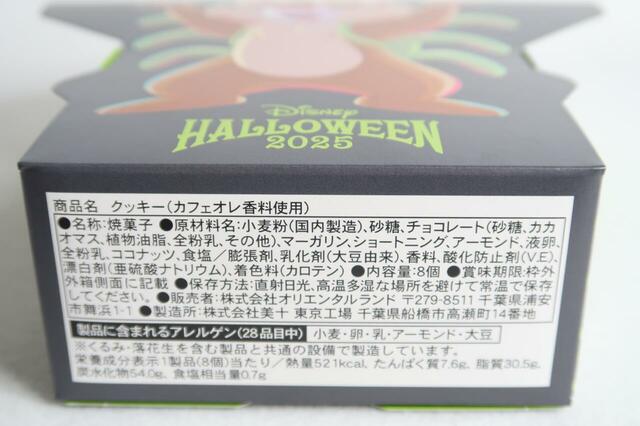 Disney
HALLOWEEN
2025
商品名 クッキー(カフェオレ香料使用)
●名称:焼菓子 ●原材料名:小麦粉(国内製造)、砂糖、チョコレート(砂糖、カカ
オマス、植物油脂、全粉乳、その他)、マーガリン、ショートニング、アーモンド、液卵、
全粉乳、ココナッツ、食塩/膨張剤、乳化剤(大豆由来)、香料、酸化防止剤(V.E)、
漂白剤(亜硫酸ナトリウム)、着色料(カロテン) ●内容量:8個 ●賞味期限:枠外
外箱側面に記載 ●保存方法:直射日光、高温多湿な場所を避けて常温で保存
●販売者:株式会社オリエンタルランド 〒279-8511 千葉県浦安
市舞浜1-1 ●製造所:株式会社美十 東京工場 千葉県船橋市高瀬町14番地
製品に含まれるアレルゲン(28品目中) 小麦・卵・乳・アーモンド・大豆
※くるみ・落花生を含む製品と共通の設備で製造しています。
栄養成分表示1製品(8個)当たり/熱量521kcal、たんぱく質7.6g、脂質30.5g、
炭水化物54.0g、食塩相当量0.7g